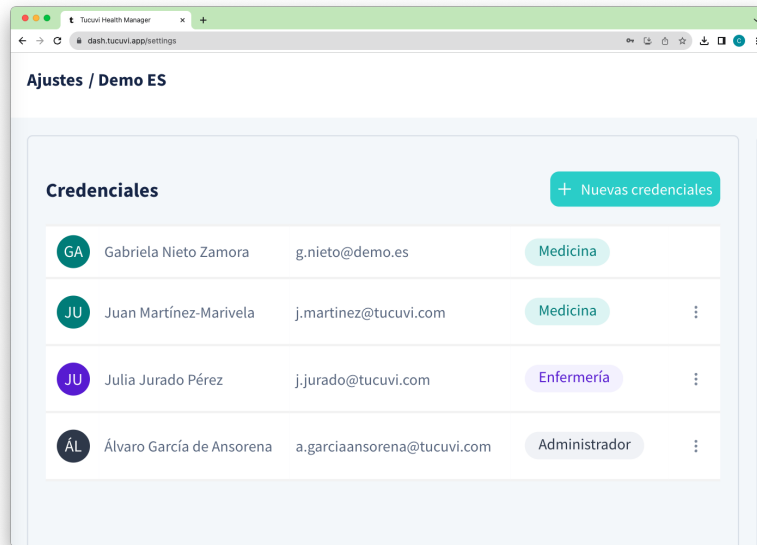 t Tucuvi Health Manager
dash.tucuvi.app/settings
C
Ajustes / Demo ES
Credenciales
+ Nuevas credenciales
GA Gabriela Nieto Zamora g.nieto@demo.es Medicina
JU Juan Martínez-Marivela j.martinez@tucuvi.com Medicina
JU Julia Jurado Pérez j.jurado@tucuvi.com Enfermería
ÁL Álvaro García de Ansorena a.garciaansorena@tucuvi.com Administrador